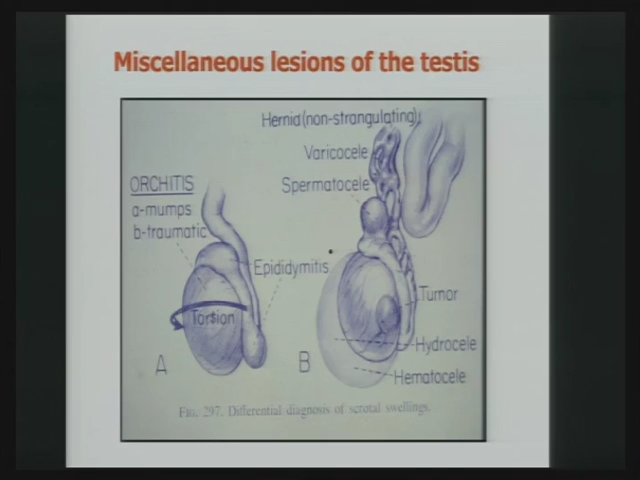 Miscellaneous lesions of the testis
Hernia (non-strangulating)
Varicocele
Spermatocele
ORCHITIS
a-mumps
b-traumatic
Epididymitis
Torsion
Tumor
Hydrocele
Hematocele
A
B
FIG. 297. Differential diagnosis of scrotal swellings.